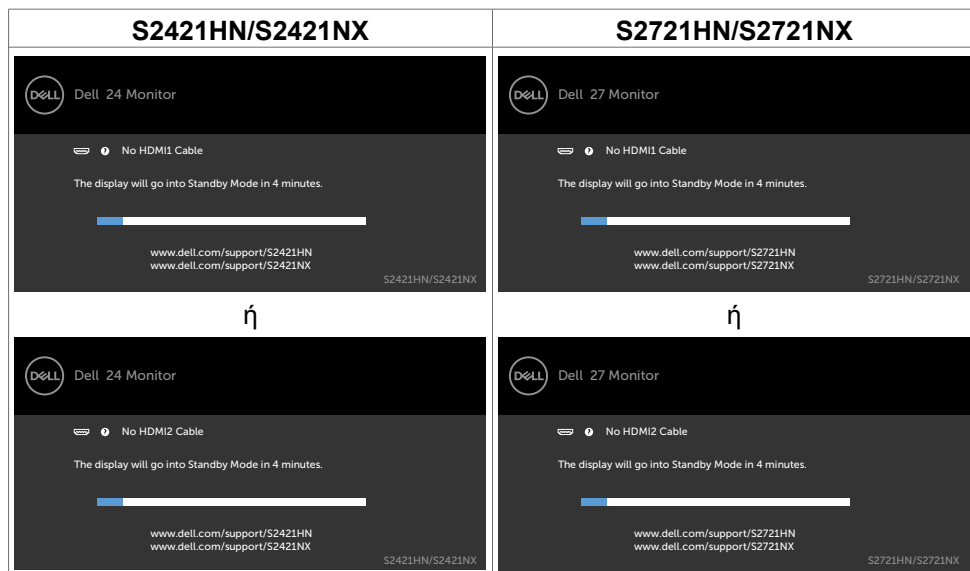 S2421HN/S2421NX
S2721HN/S2721NX
DELL
Dell 24 Monitor
No HDMI1 Cable
The display will go into Standby Mode in 4 minutes.
www.dell.com/support/S2421HN
www.dell.com/support/S2421NX
S2421HN/S2421NX
DELL
Dell 27 Monitor
No HDMI1 Cable
The display will go into Standby Mode in 4 minutes.
www.dell.com/support/S2721HN
www.dell.com/support/S2721NX
S2721HN/S2721NX
ή
ή
DELL
Dell 24 Monitor
No HDMI2 Cable
The display will go into Standby Mode in 4 minutes.
www.dell.com/support/S2421HN
www.dell.com/support/S2421NX
S2421HN/S2421NX
DELL
Dell 27 Monitor
No HDMI2 Cable
The display will go into Standby Mode in 4 minutes.
www.dell.com/support/S2721HN
www.dell.com/support/S2721NX
S2721HN/S2721NX